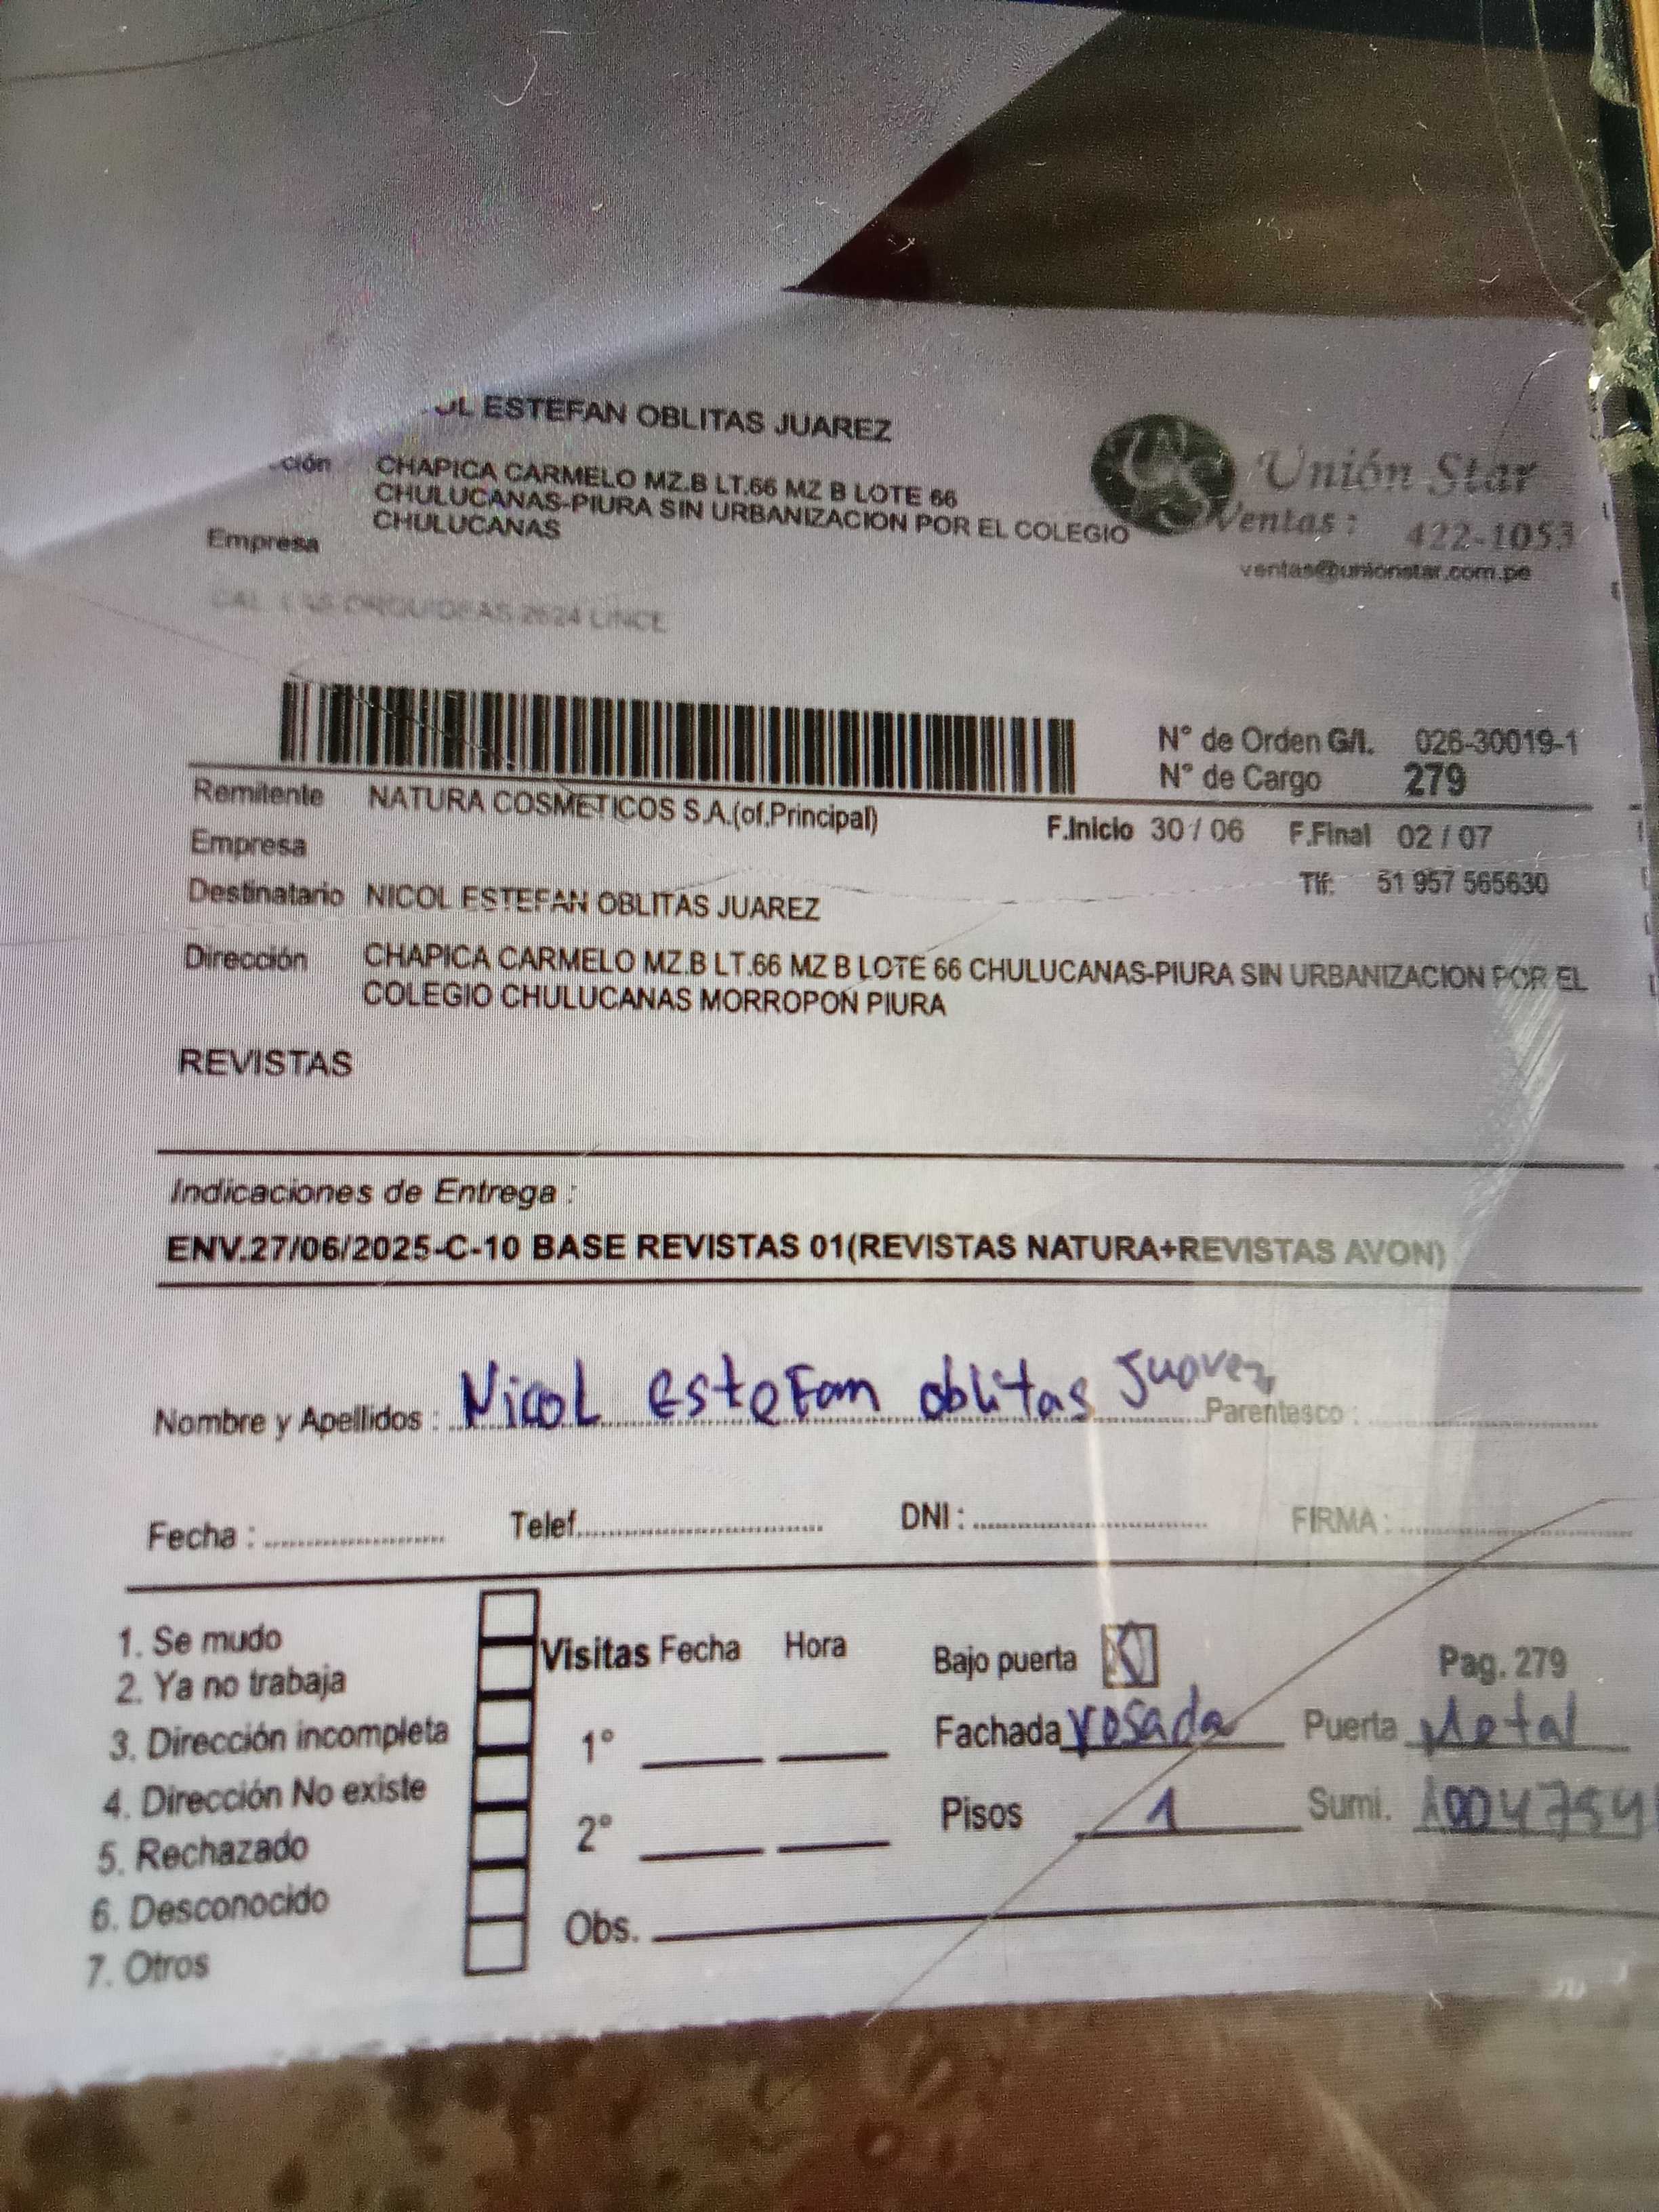 ESTEFAN OBLITAS JUAREZ
ción CHAPICA CARMELO MZ.B LT.66 MZ B LOTE 66
CHULUCANAS-PIURA SIN URBANIZACION POR EL COLEGIO
CHULUCANAS
Empresa
Unión Star
Ventas : 422-1053
ventas@unionstar.com.pe
CAL. LAS ORQUIDEAS 2624 LINCE
N° de Orden G/I. 026-30019-1
N° de Cargo 279
Remitente NATURA COSMETICOS S.A.(of.Principal)
F.Inicio 30 / 06 F.Final 02 / 07
Empresa
Tlf: 51 957 565630
Destinatario NICOL ESTEFAN OBLITAS JUAREZ
Dirección CHAPICA CARMELO MZ.B LT.66 MZ B LOTE 66 CHULUCANAS-PIURA SIN URBANIZACION POR EL
COLEGIO CHULUCANAS MORROPON PIURA
REVISTAS
Indicaciones de Entrega :
ENV.27/06/2025-C-10 BASE REVISTAS 01(REVISTAS NATURA+REVISTAS AVON)
Nombre y Apellidos : Nicol Estefan oblitas Juarez Parentesco :
Fecha : Telef. DNI : FIRMA :
1. Se mudo
2. Ya no trabaja
3. Dirección incompleta
4. Dirección No existe
5. Rechazado
6. Desconocido
7. Otros
Visitas Fecha Hora
1°
2°
Obs.
Bajo puerta Pag. 279
Fachada rosada Puerta Metal
Pisos 1 Sumi.